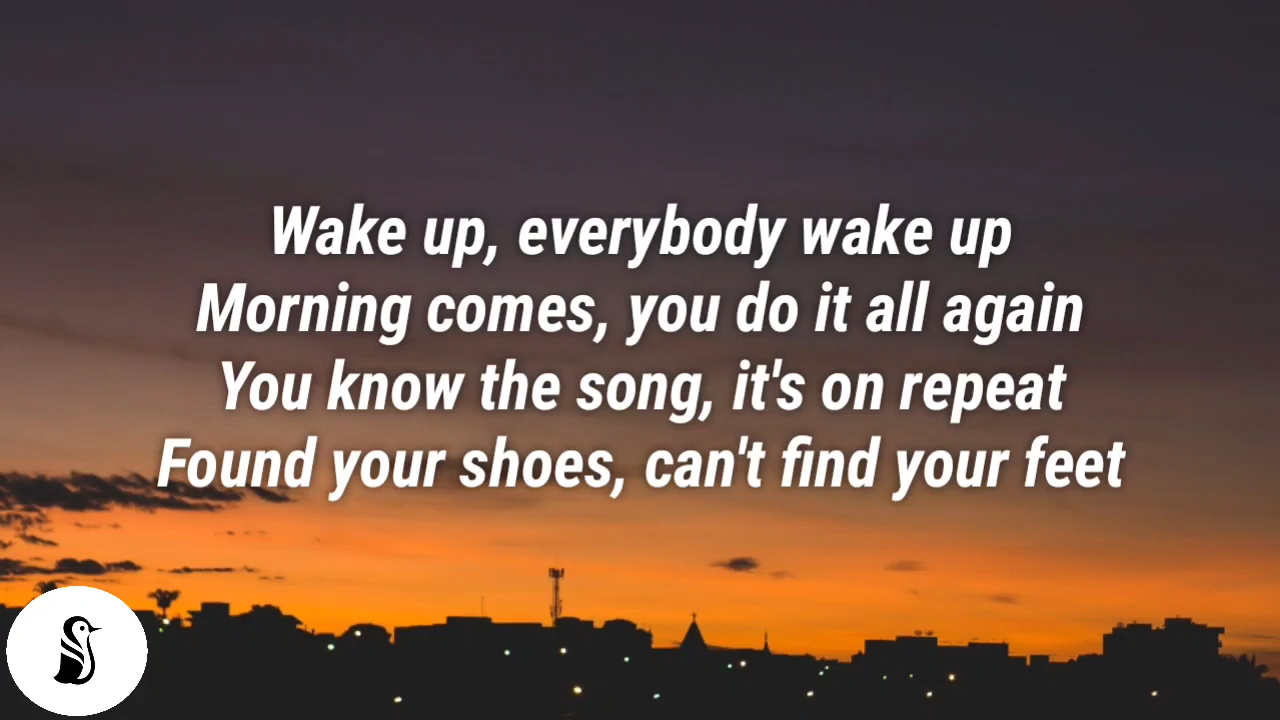 Wake up, everybody wake up
Morning comes, you do it all again
You know the song, it's on repeat
Found your shoes, can't find your feet